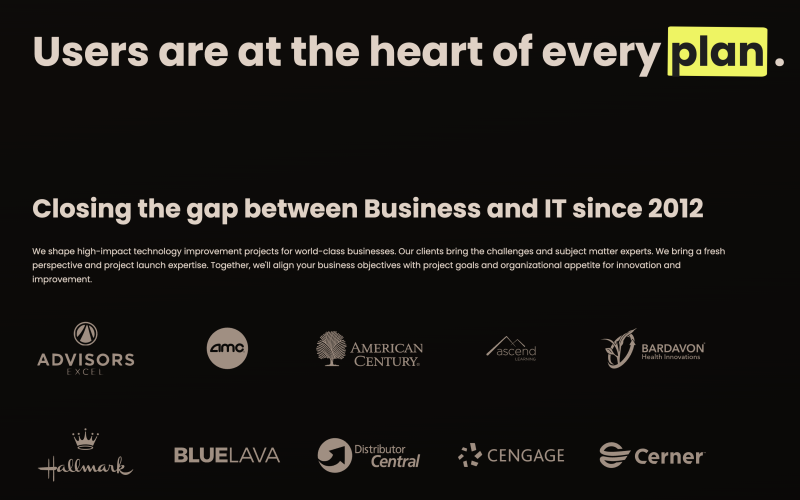 Users are at the heart of every plan .
Closing the gap between Business and IT since 2012
We shape high-impact technology improvement projects for world-class businesses. Our clients bring the challenges and subject matter experts. We bring a fresh
perspective and project launch expertise. Together, we'll align your business objectives with project goals and organizational appetite for innovation and
improvement.
ADVISORS
EXCEL
amc
AMERICAN
CENTURY®
ascend
LEARNING
BARDAVON
Health Innovations
Hallmark
BLUELAVA
Distributor
Central
CENGAGE
Cerner